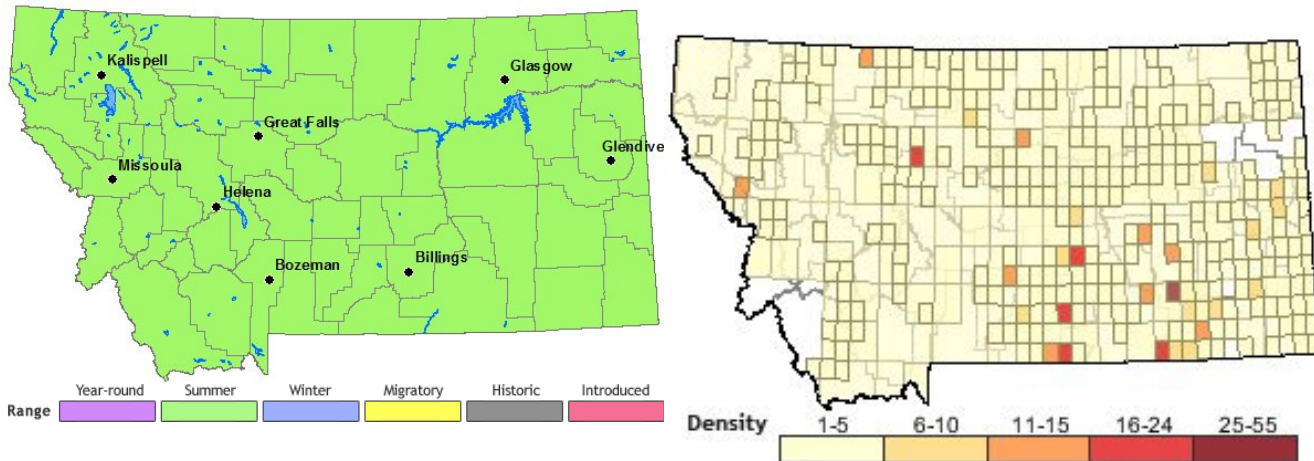 Kalispell
Glasgow
Great Falls
Glendive
Missoula
Helena
Bozeman
Billings
Range Year-round Summer Winter Migratory Historic Introduced
Density 1-5 6-10 11-15 16-24 25-55